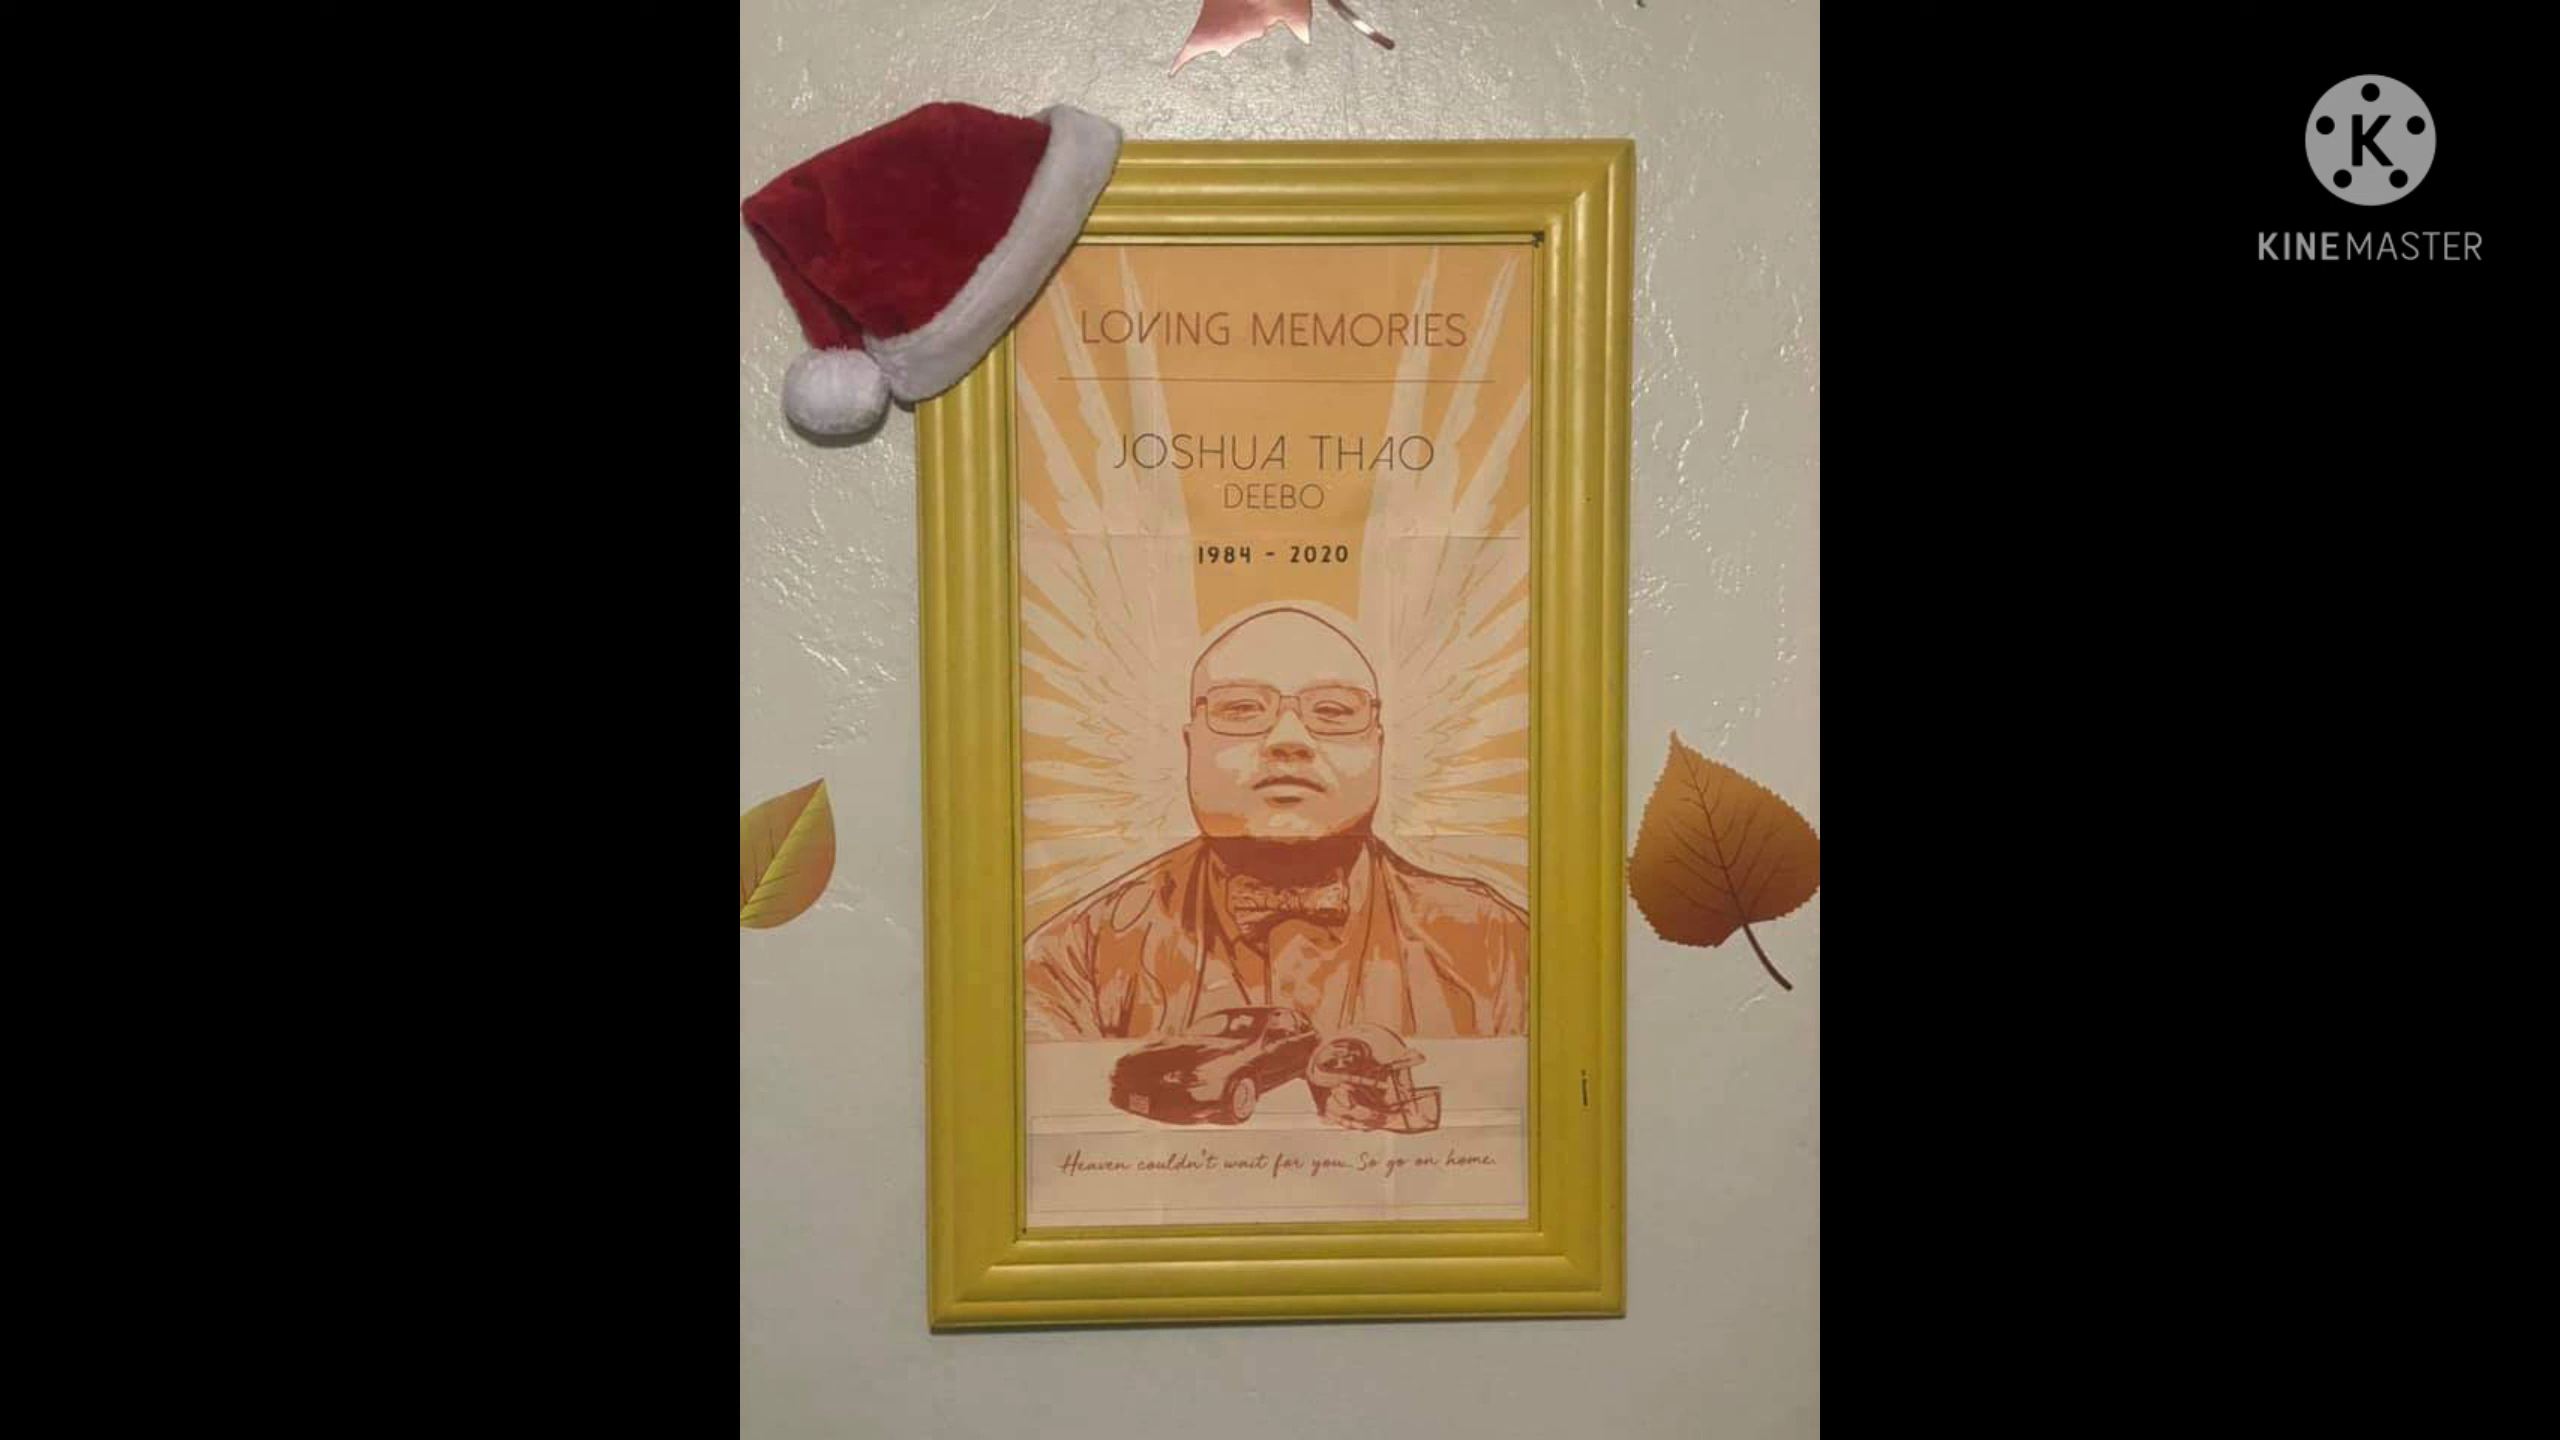 LOVING MEMORIES
JOSHUA THAO
"DEEBO"
1984 - 2020
Heaven couldn't wait for you. So go on home.
K
KINEMASTER